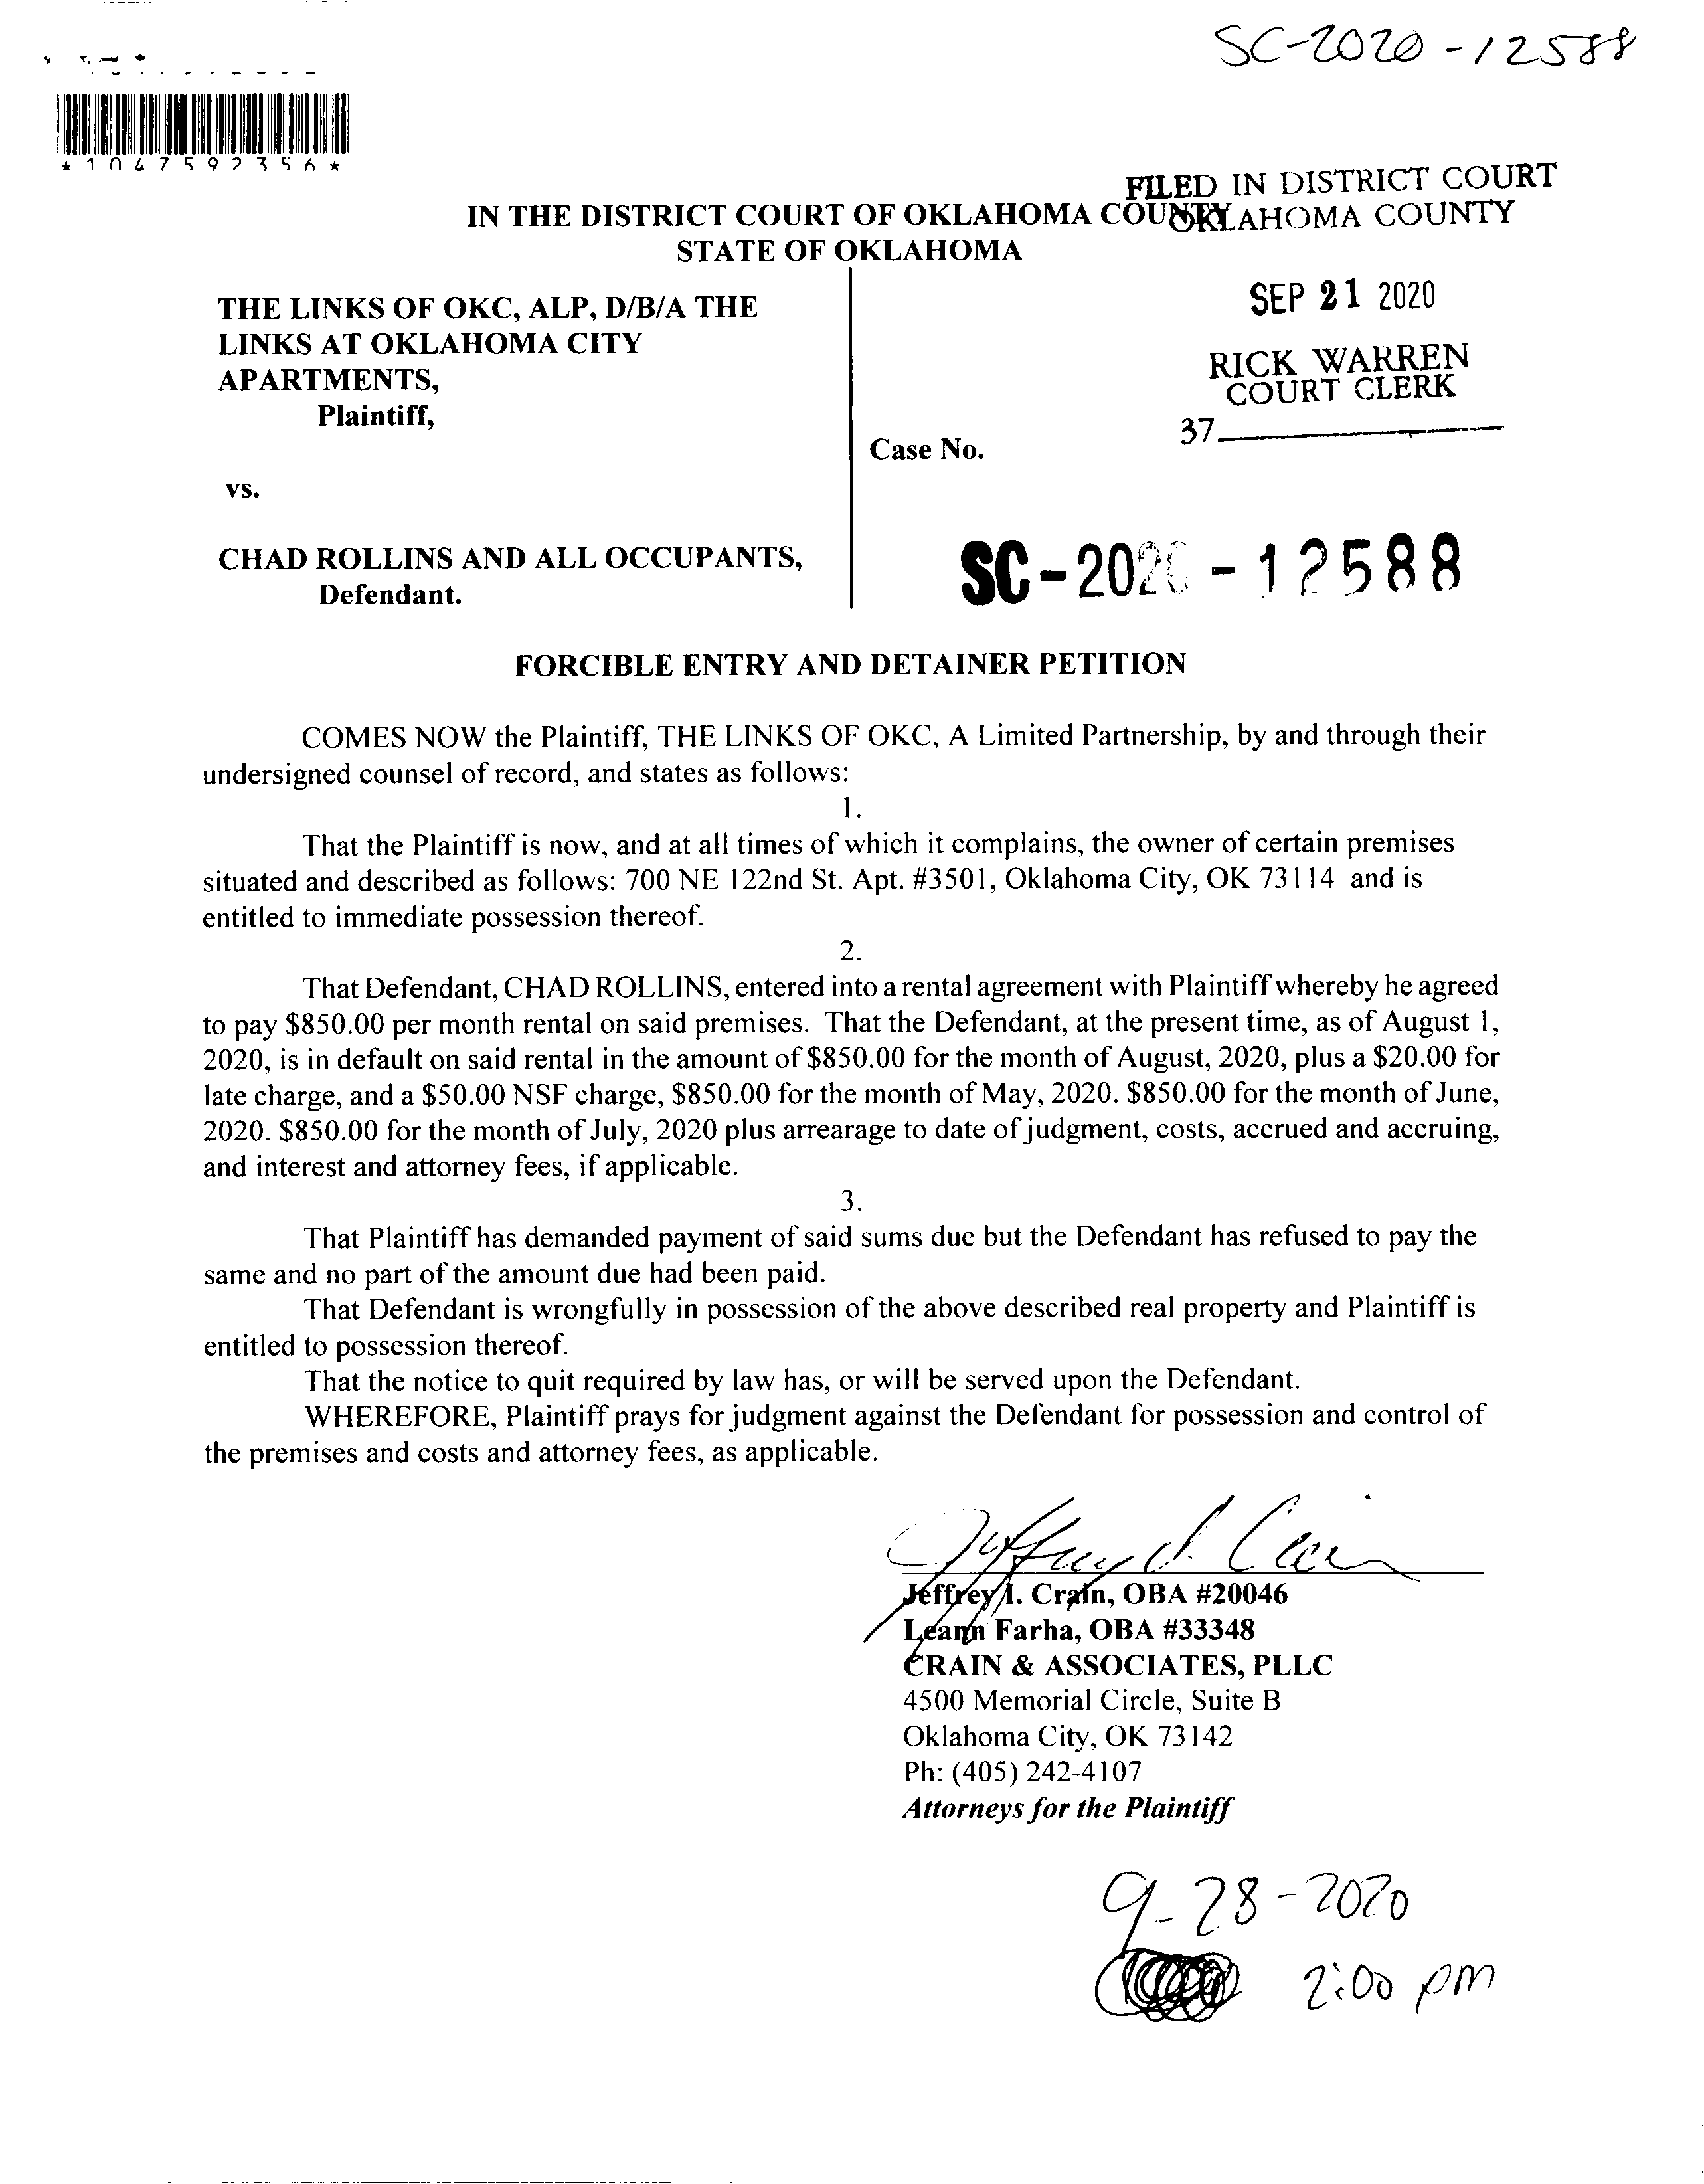 SC-2020-12588
*1047592356*
FILED IN DISTRICT COURT
OKLAHOMA COUNTY
IN THE DISTRICT COURT OF OKLAHOMA COUNTY
STATE OF OKLAHOMA
THE LINKS OF OKC, ALP, D/B/A THE
LINKS AT OKLAHOMA CITY
APARTMENTS,
Plaintiff,
vs.
CHAD ROLLINS AND ALL OCCUPANTS,
Defendant.
SEP 21 2020
RICK WARREN
COURT CLERK
37
Case No.
SC-2020-12588
FORCIBLE ENTRY AND DETAINER PETITION
COMES NOW the Plaintiff, THE LINKS OF OKC, A Limited Partnership, by and through their
undersigned counsel of record, and states as follows:
1.
That the Plaintiff is now, and at all times of which it complains, the owner of certain premises
situated and described as follows: 700 NE 122nd St. Apt. #3501, Oklahoma City, OK 73114 and is
entitled to immediate possession thereof.
2.
That Defendant, CHAD ROLLINS, entered into a rental agreement with Plaintiff whereby he agreed
to pay $850.00 per month rental on said premises. That the Defendant, at the present time, as of August 1,
2020, is in default on said rental in the amount of $850.00 for the month of August, 2020, plus a $20.00 for
late charge, and a $50.00 NSF charge, $850.00 for the month of May, 2020. $850.00 for the month of June,
2020. $850.00 for the month of July, 2020 plus arrearage to date of judgment, costs, accrued and accruing,
and interest and attorney fees, if applicable.
3.
That Plaintiff has demanded payment of said sums due but the Defendant has refused to pay the
same and no part of the amount due had been paid.
That Defendant is wrongfully in possession of the above described real property and Plaintiff is
entitled to possession thereof.
That the notice to quit required by law has, or will be served upon the Defendant.
WHEREFORE, Plaintiff prays for judgment against the Defendant for possession and control of
the premises and costs and attorney fees, as applicable.
Jeffrey I. Crain
Jeffrey I. Crain, OBA #20046
Leann Farha, OBA #33348
CRAIN & ASSOCIATES, PLLC
4500 Memorial Circle, Suite B
Oklahoma City, OK 73142
Ph: (405) 242-4107
Attorneys for the Plaintiff
9-28-2020
2:00 pm